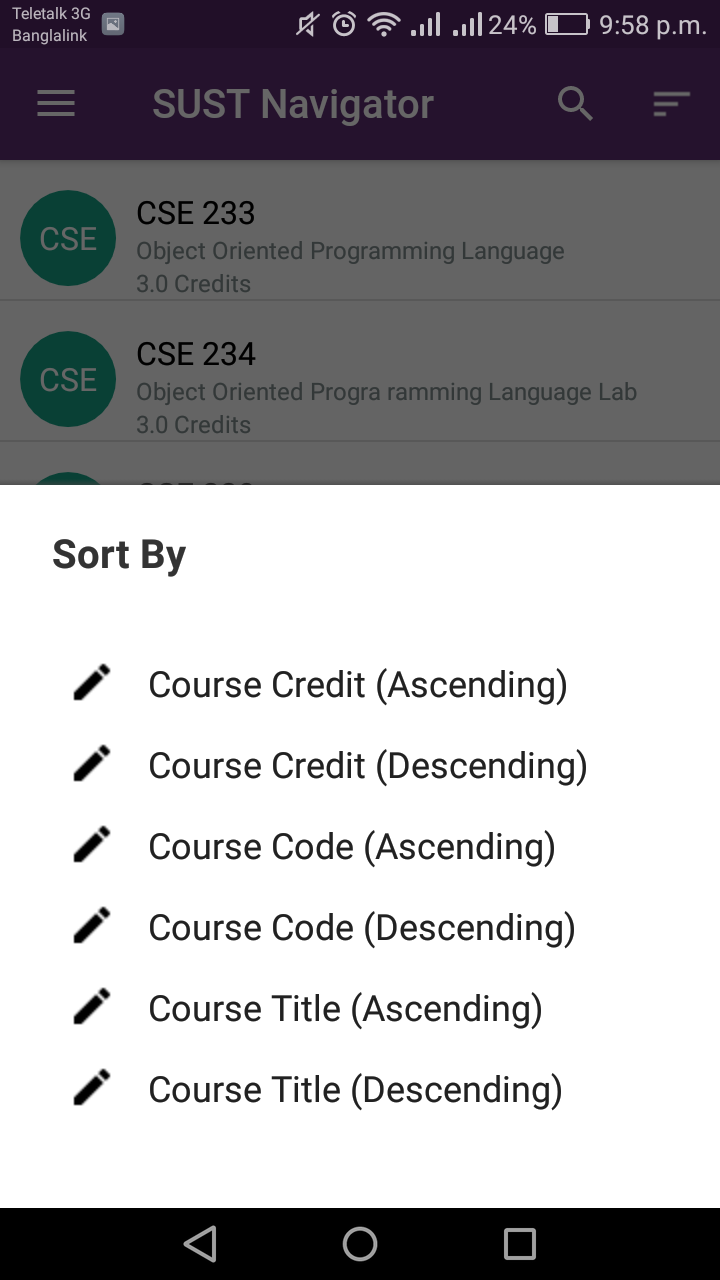 Teletalk 3G
Banglalink
24% 9:58 p.m.
SUST Navigator
CSE
CSE 233
Object Oriented Programming Language
3.0 Credits
CSE
CSE 234
Object Oriented Progra ramming Language Lab
3.0 Credits
Sort By
Course Credit (Ascending)
Course Credit (Descending)
Course Code (Ascending)
Course Code (Descending)
Course Title (Ascending)
Course Title (Descending)